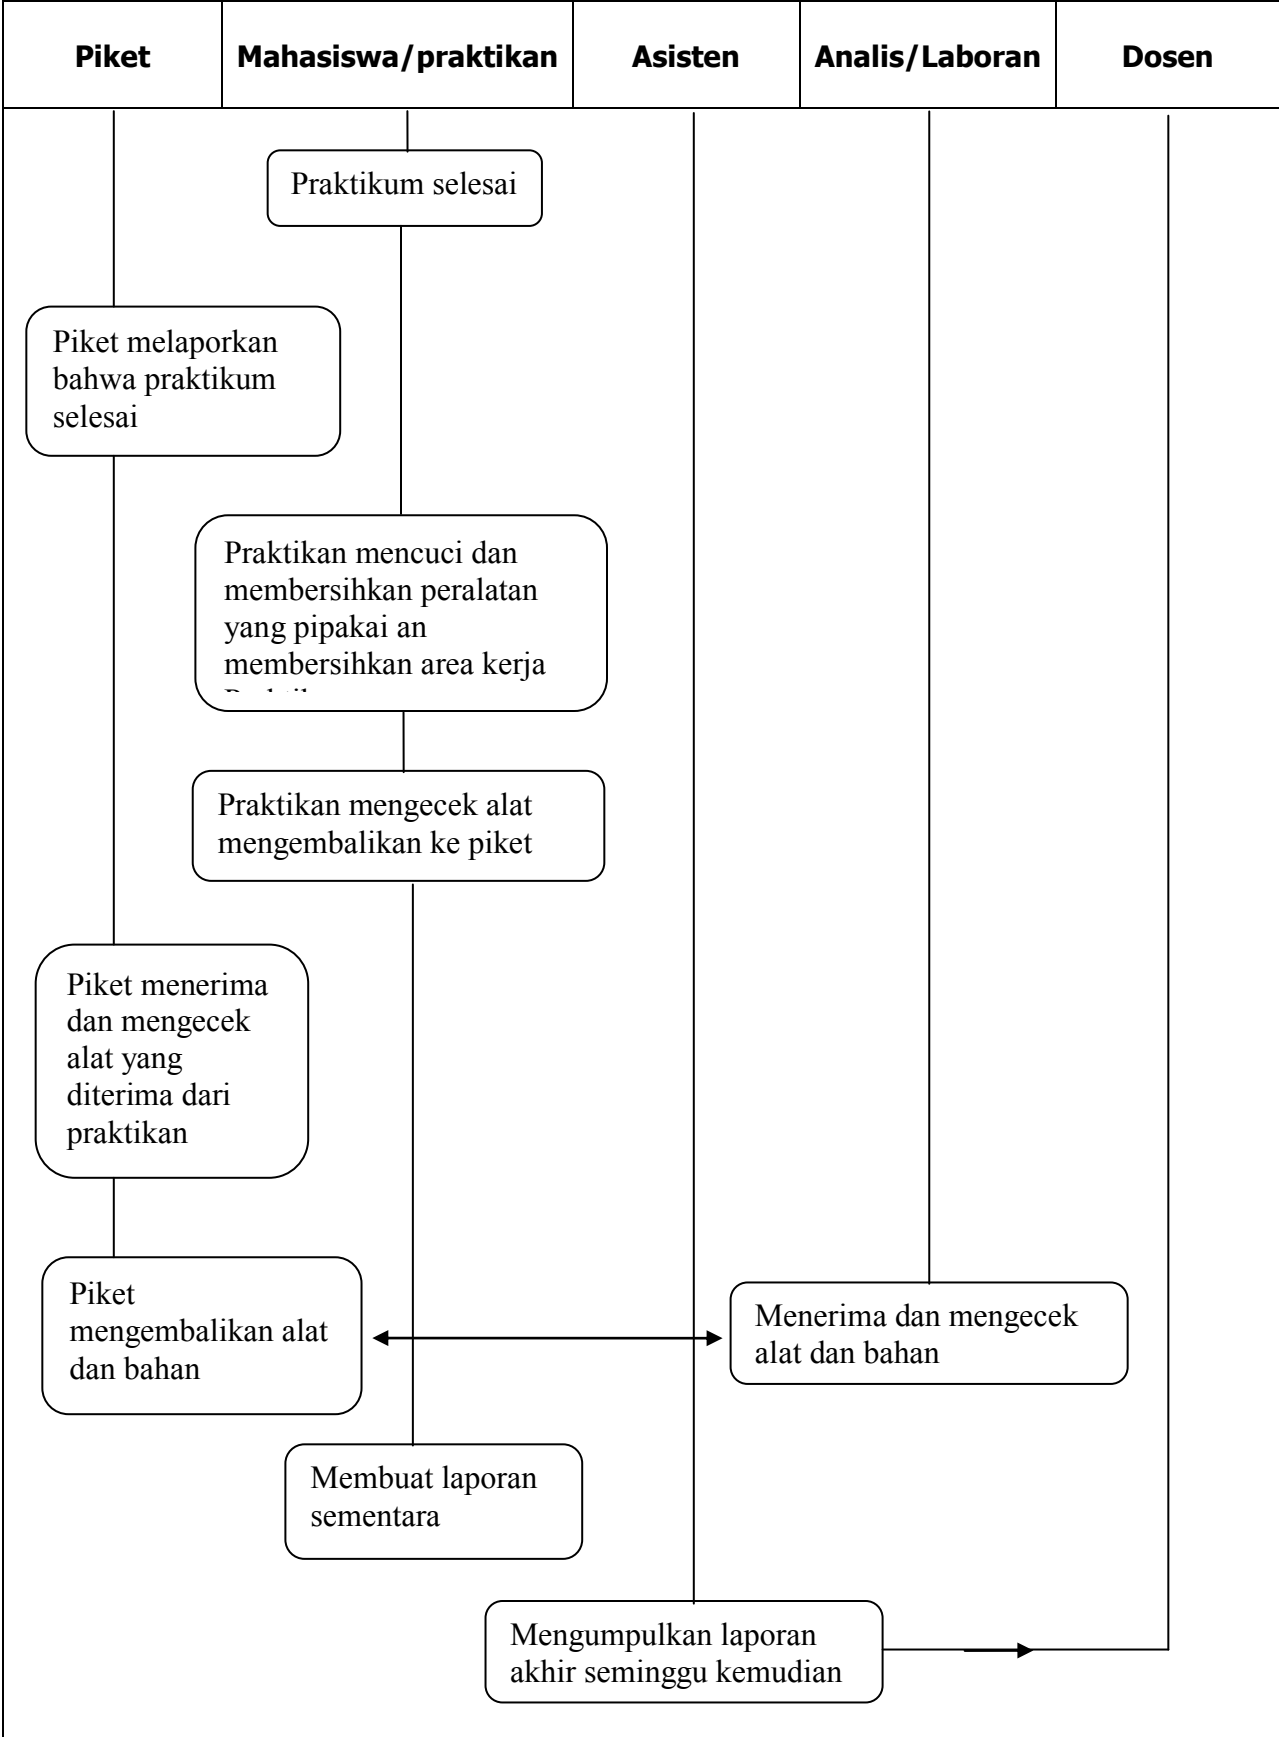 Piket
Mahasiswa/praktikan
Asisten
Analis/Laboran
Dosen
Praktikum selesai
Piket melaporkan
bahwa praktikum
selesai
Praktikan mencuci dan
membersihkan peralatan
yang pipakai an
membersihkan area kerja
Praktikan mengecek alat
mengembalikan ke piket
Piket menerima
dan mengecek
alat yang
diterima dari
praktikan
Piket
mengembalikan alat
dan bahan
Menerima dan mengecek
alat dan bahan
Membuat laporan
sementara
Mengumpulkan laporan
akhir seminggu kemudian